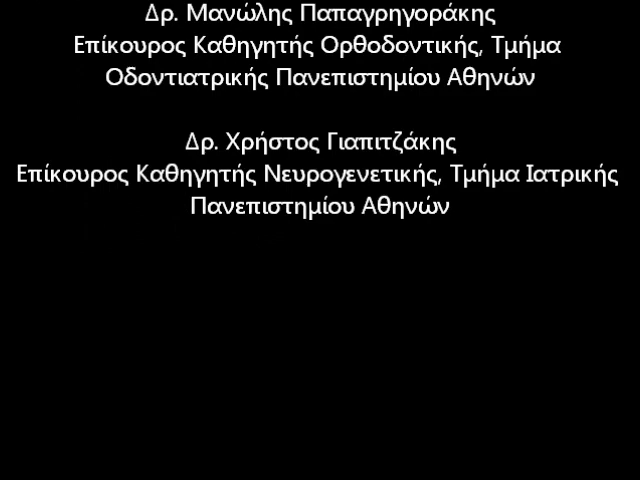 Δρ. Μανώλης Παπαγρηγοράκης
Επίκουρος Καθηγητής Ορθοδοντικής, Τμήμα
Οδοντιατρικής Πανεπιστημίου Αθηνών
Δρ. Χρήστος Γιαπιτζάκης
Επίκουρος Καθηγητής Νευρογενετικής, Τμήμα Ιατρικής
Πανεπιστημίου Αθηνών